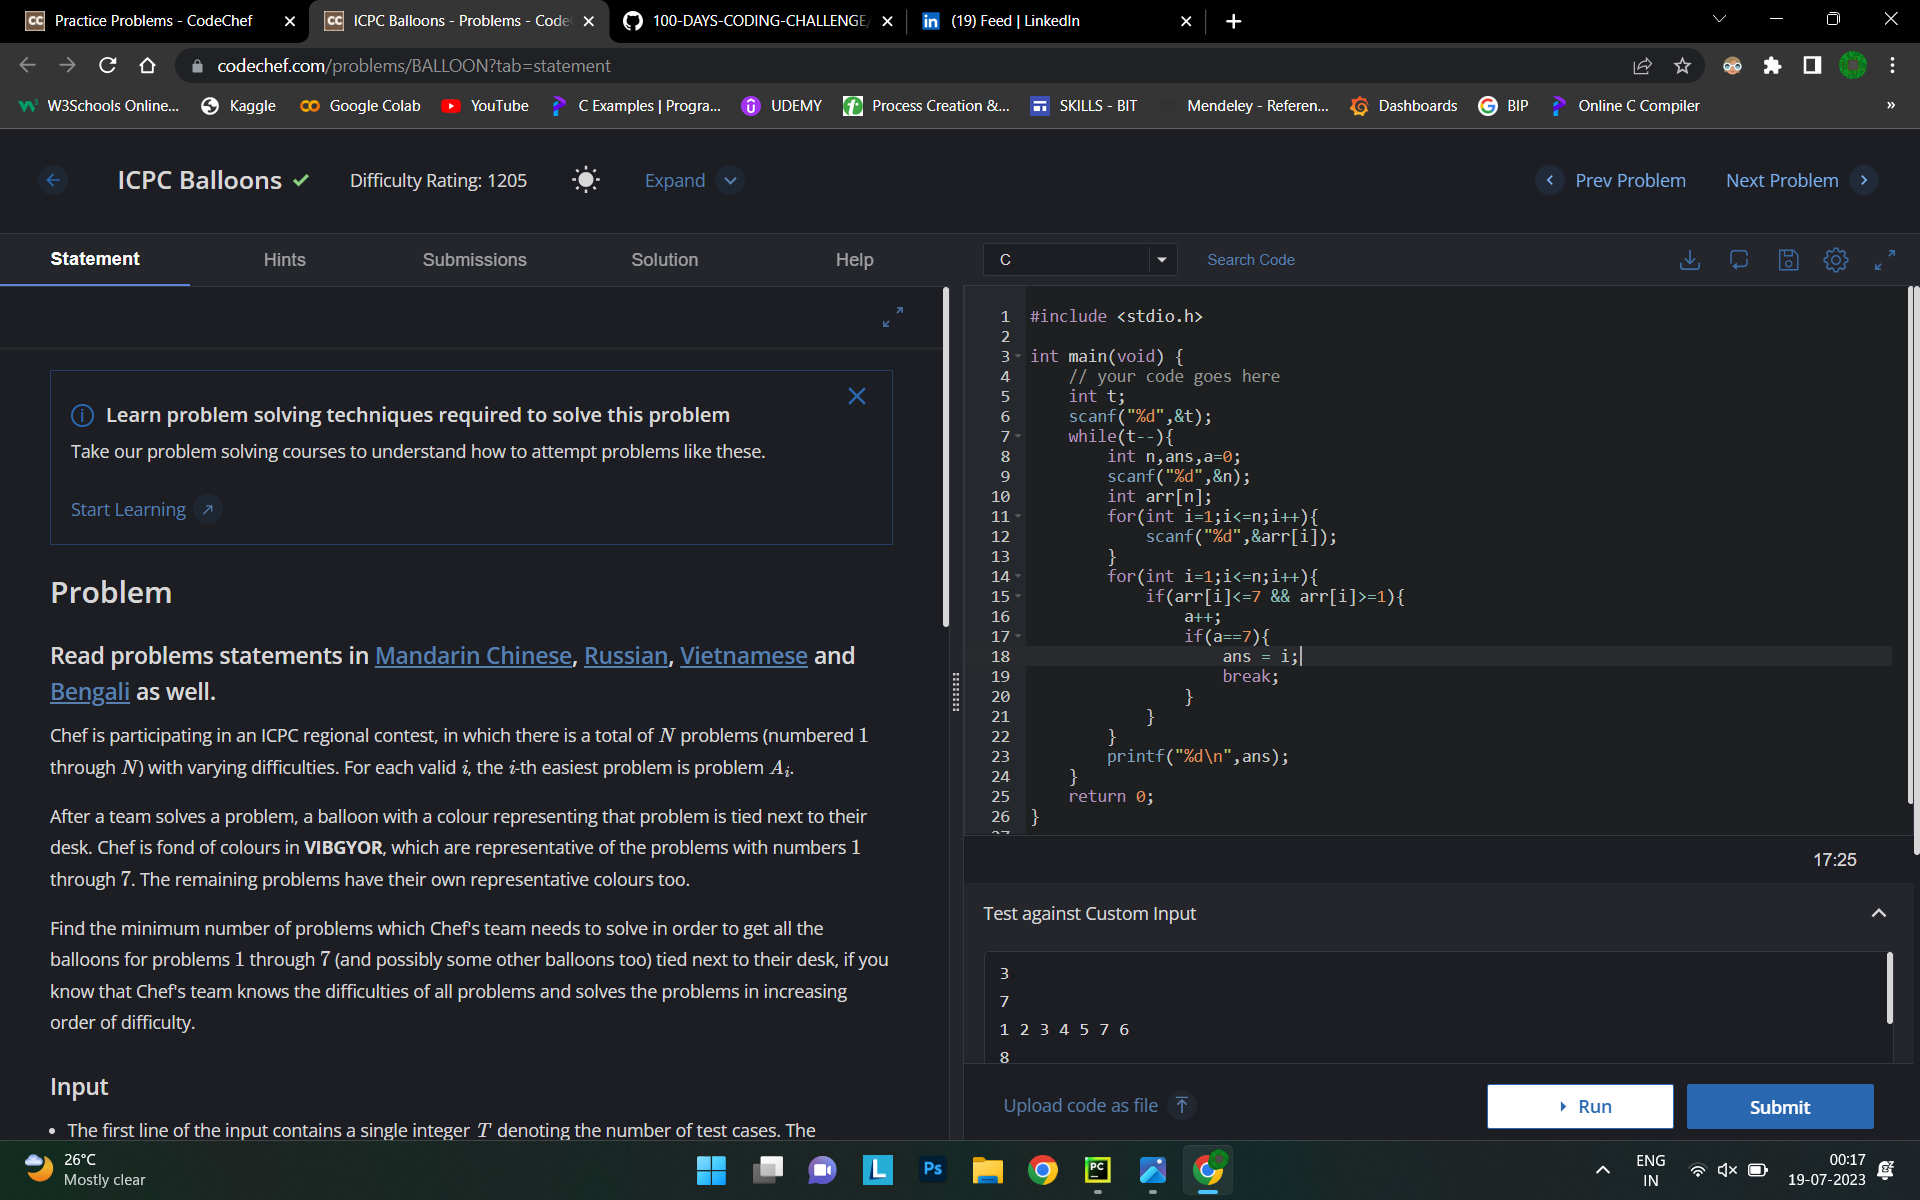 Practice Problems - CodeChef
ICPC Balloons - Problems - Code
100-DAYS-CODING-CHALLENGE/
(19) Feed | LinkedIn
codechef.com/problems/BALLOON?tab=statement
W3Schools Online...
Kaggle
Google Colab
YouTube
C Examples | Progra...
UDEMY
Process Creation &...
SKILLS - BIT
Mendeley - Referen...
Dashboards
BIP
Online C Compiler
»
ICPC Balloons
Difficulty Rating: 1205
Expand
Prev Problem
Next Problem
Statement
Hints
Submissions
Solution
Help
C
Search Code
Learn problem solving techniques required to solve this problem
Take our problem solving courses to understand how to attempt problems like these.
Start Learning
Problem
Read problems statements in Mandarin Chinese, Russian, Vietnamese and
Bengali as well.
Chef is participating in an ICPC regional contest, in which there is a total of N problems (numbered 1
through N) with varying difficulties. For each valid i, the i-th easiest problem is problem Ai.
After a team solves a problem, a balloon with a colour representing that problem is tied next to their
desk. Chef is fond of colours in VIBGYOR, which are representative of the problems with numbers 1
through 7. The remaining problems have their own representative colours too.
Find the minimum number of problems which Chef's team needs to solve in order to get all the
balloons for problems 1 through 7 (and possibly some other balloons too) tied next to their desk, if you
know that Chef's team knows the difficulties of all problems and solves the problems in increasing
order of difficulty.
Input
• The first line of the input contains a single integer T denoting the number of test cases. The
1 #include <stdio.h>
2
3 int main(void) {
4 // your code goes here
5 int t;
6 scanf("%d",&t);
7 while(t--){
8 int n,ans,a=0;
9 scanf("%d",&n);
10 int arr[n];
11 for(int i=1;i<=n;i++){
12 scanf("%d",&arr[i]);
13 }
14 for(int i=1;i<=n;i++){
15 if(arr[i]<=7 && arr[i]>=1){
16 a++;
17 if(a==7){
18 ans = i;
19 break;
20 }
21 }
22 }
23 printf("%d\n",ans);
24 }
25 return 0;
26 }
17:25
Test against Custom Input
3
7
1 2 3 4 5 7 6
8
Upload code as file
Run
Submit
26°C
Mostly clear
ENG
IN
00:17
19-07-2023